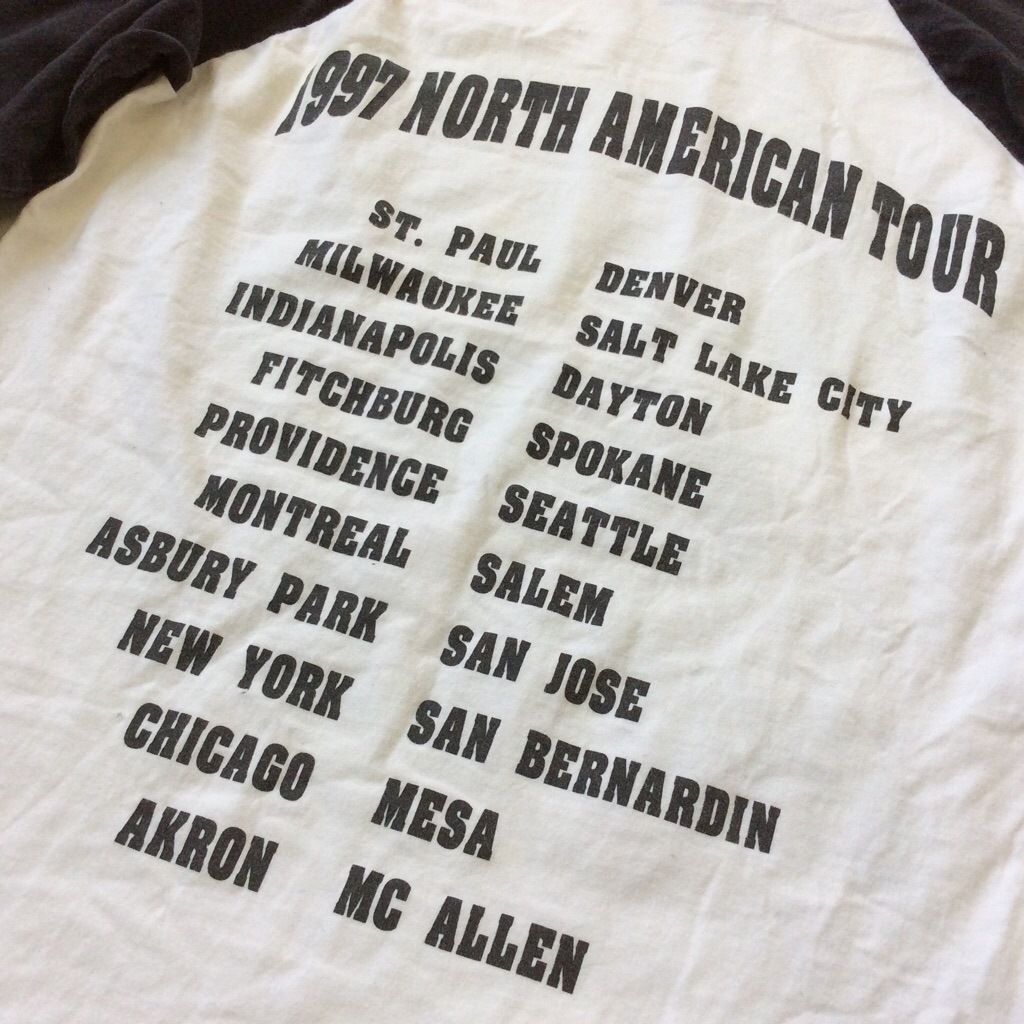 1997 NORTH AMERICAN TOUR
ST. PAUL
MILWAUKEE
INDIANAPOLIS
FITCHBURG
PROVIDENCE
MONTREAL
ASBURY PARK
NEW YORK
CHICAGO
AKRON
DENVER
SALT LAKE CITY
DAYTON
SPOKANE
SEATTLE
SALEM
SAN JOSE
SAN BERNARDIN
MESA
MC ALLEN